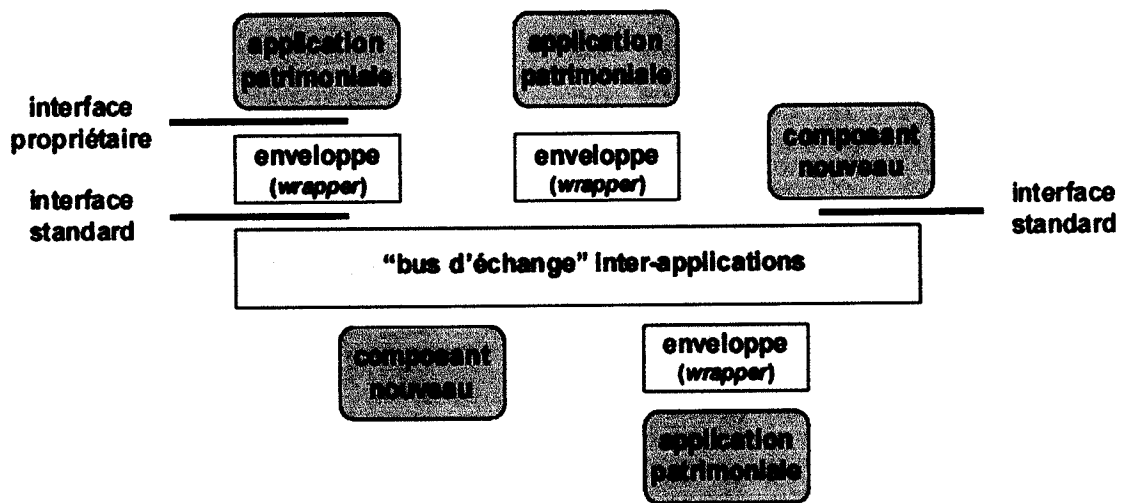 application
patrimoniale
application
patrimoniale
interface
propriétaire
enveloppe
(wrapper)
enveloppe
(wrapper)
composant
nouveau
interface
standard
interface
standard
“bus d’échange” inter-applications
composant
nouveau
enveloppe
(wrapper)
application
patrimoniale